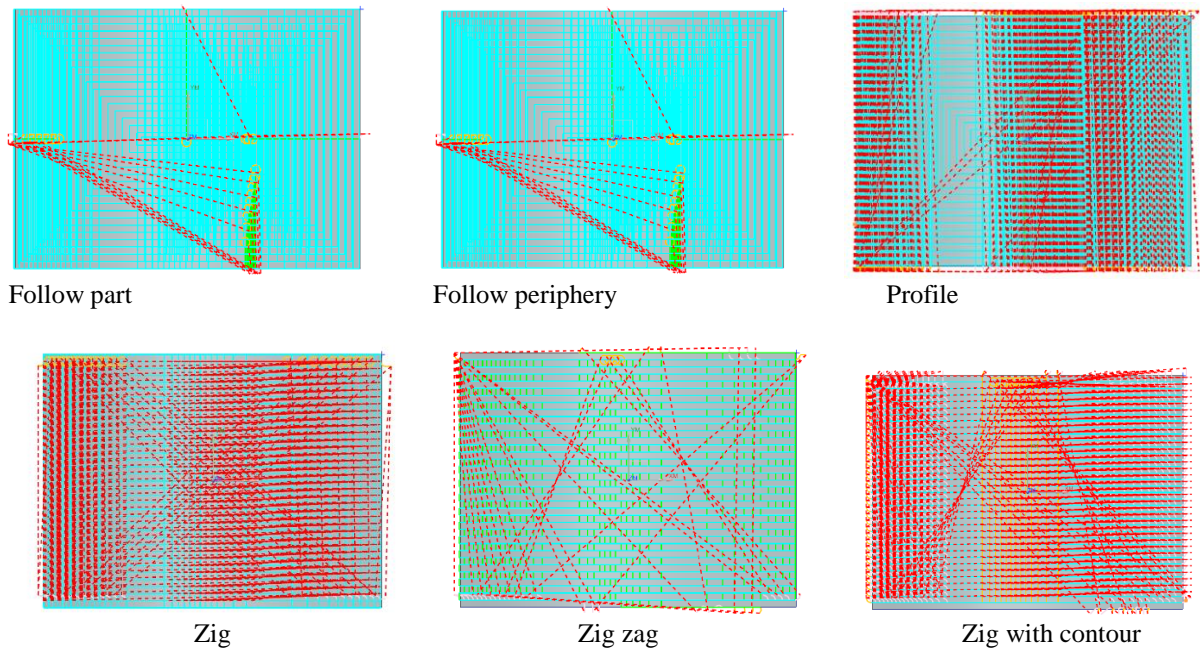 Follow part
Follow periphery
Profile
Zig
Zig zag
Zig with contour